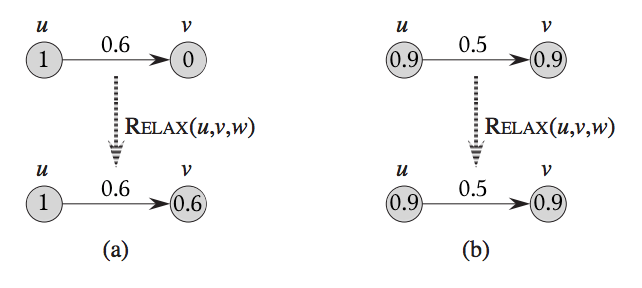 u v u v
1 0.6 0 0.9 0.5 0.9
RELAX(u,v,w) RELAX(u,v,w)
u v u v
1 0.6 0.6 0.9 0.5 0.9
(a) (b)